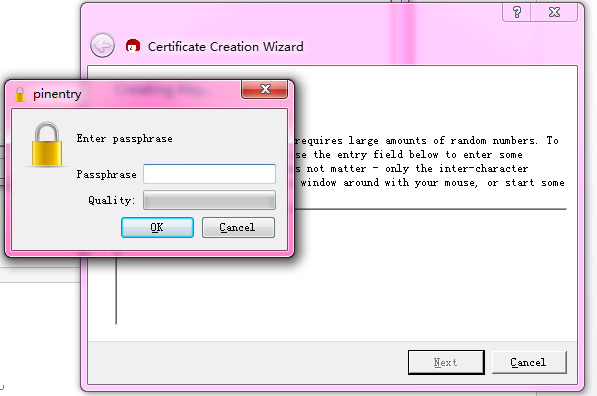 Certificate Creation Wizard
Creating Key...
requires large amounts of random numbers. To
se the entry field below to enter some
s not matter - only the inter-character
window around with your mouse, or start some
pinentry
Enter passphrase
Passphrase
Quality:
OK
Cancel
Next
Cancel